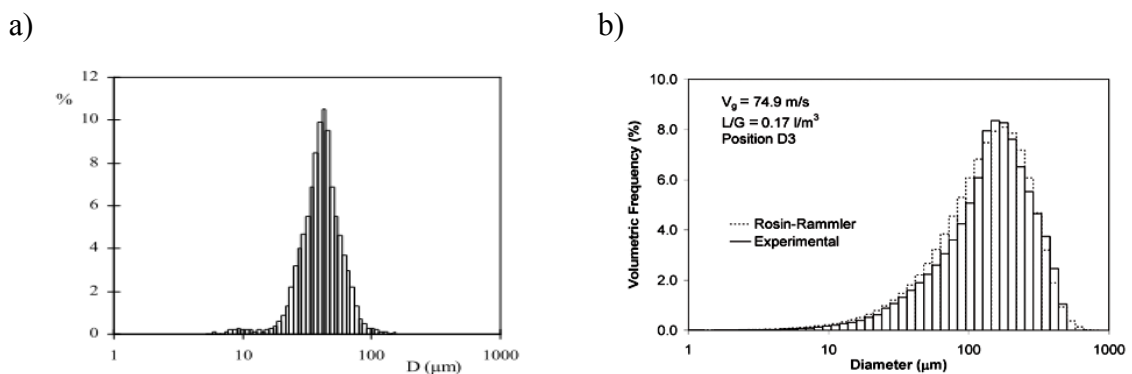 a)
%
12
10
8
6
4
2
0
1
10
100
1000
D (μm)
b)
Volumetric Frequency (%)
10.0
8.0
6.0
4.0
2.0
0.0
V_g = 74.9 m/s
L/G = 0.17 l/m³
Position D3
Rosin-Rammler
Experimental
1
10
100
1000
Diameter (μm)